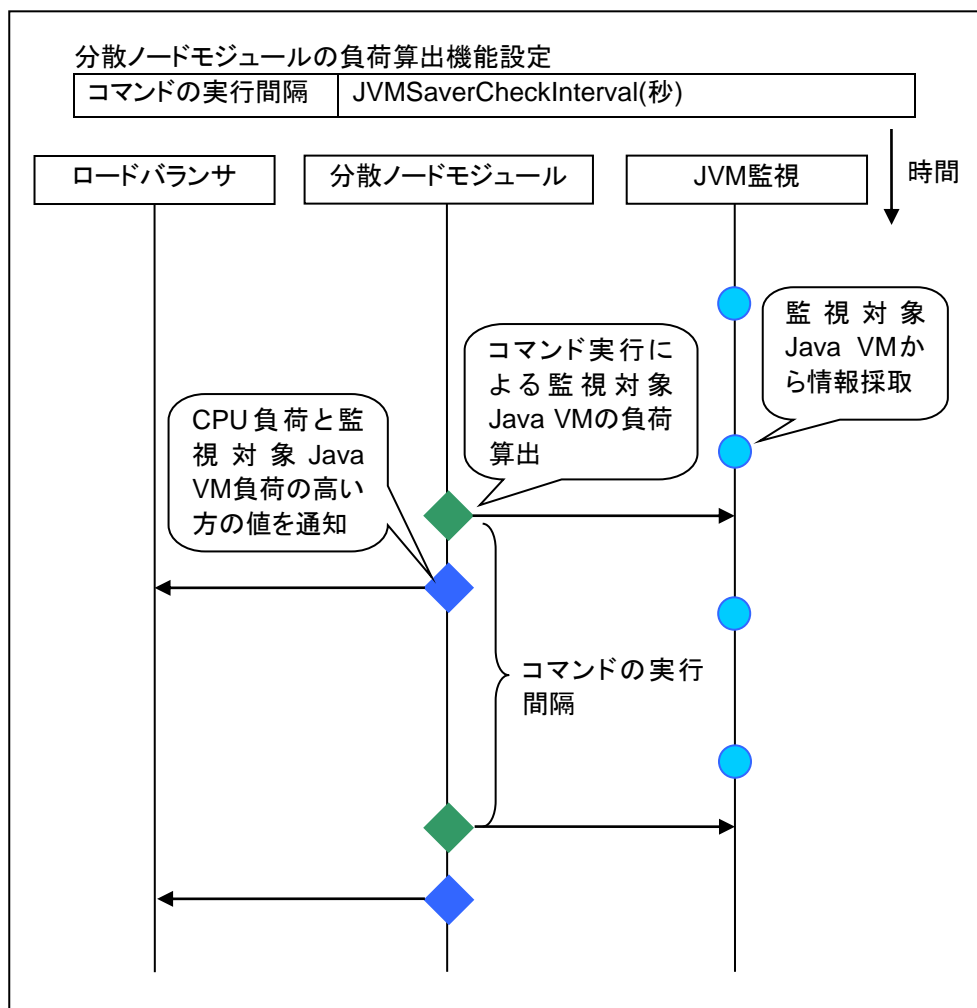 分散ノードモジュールの負荷算出機能設定
コマンドの実行間隔 JVMSaverCheckInterval(秒)
ロードバランサ
分散ノードモジュール
JVM監視
時間
監視対象
Java VMか
ら情報採取
コマンド実行に
よる監視対象
Java VMの負荷
算出
CPU負荷と監
視対象Java
VM負荷の高い
方の値を通知
コマンドの実行
間隔